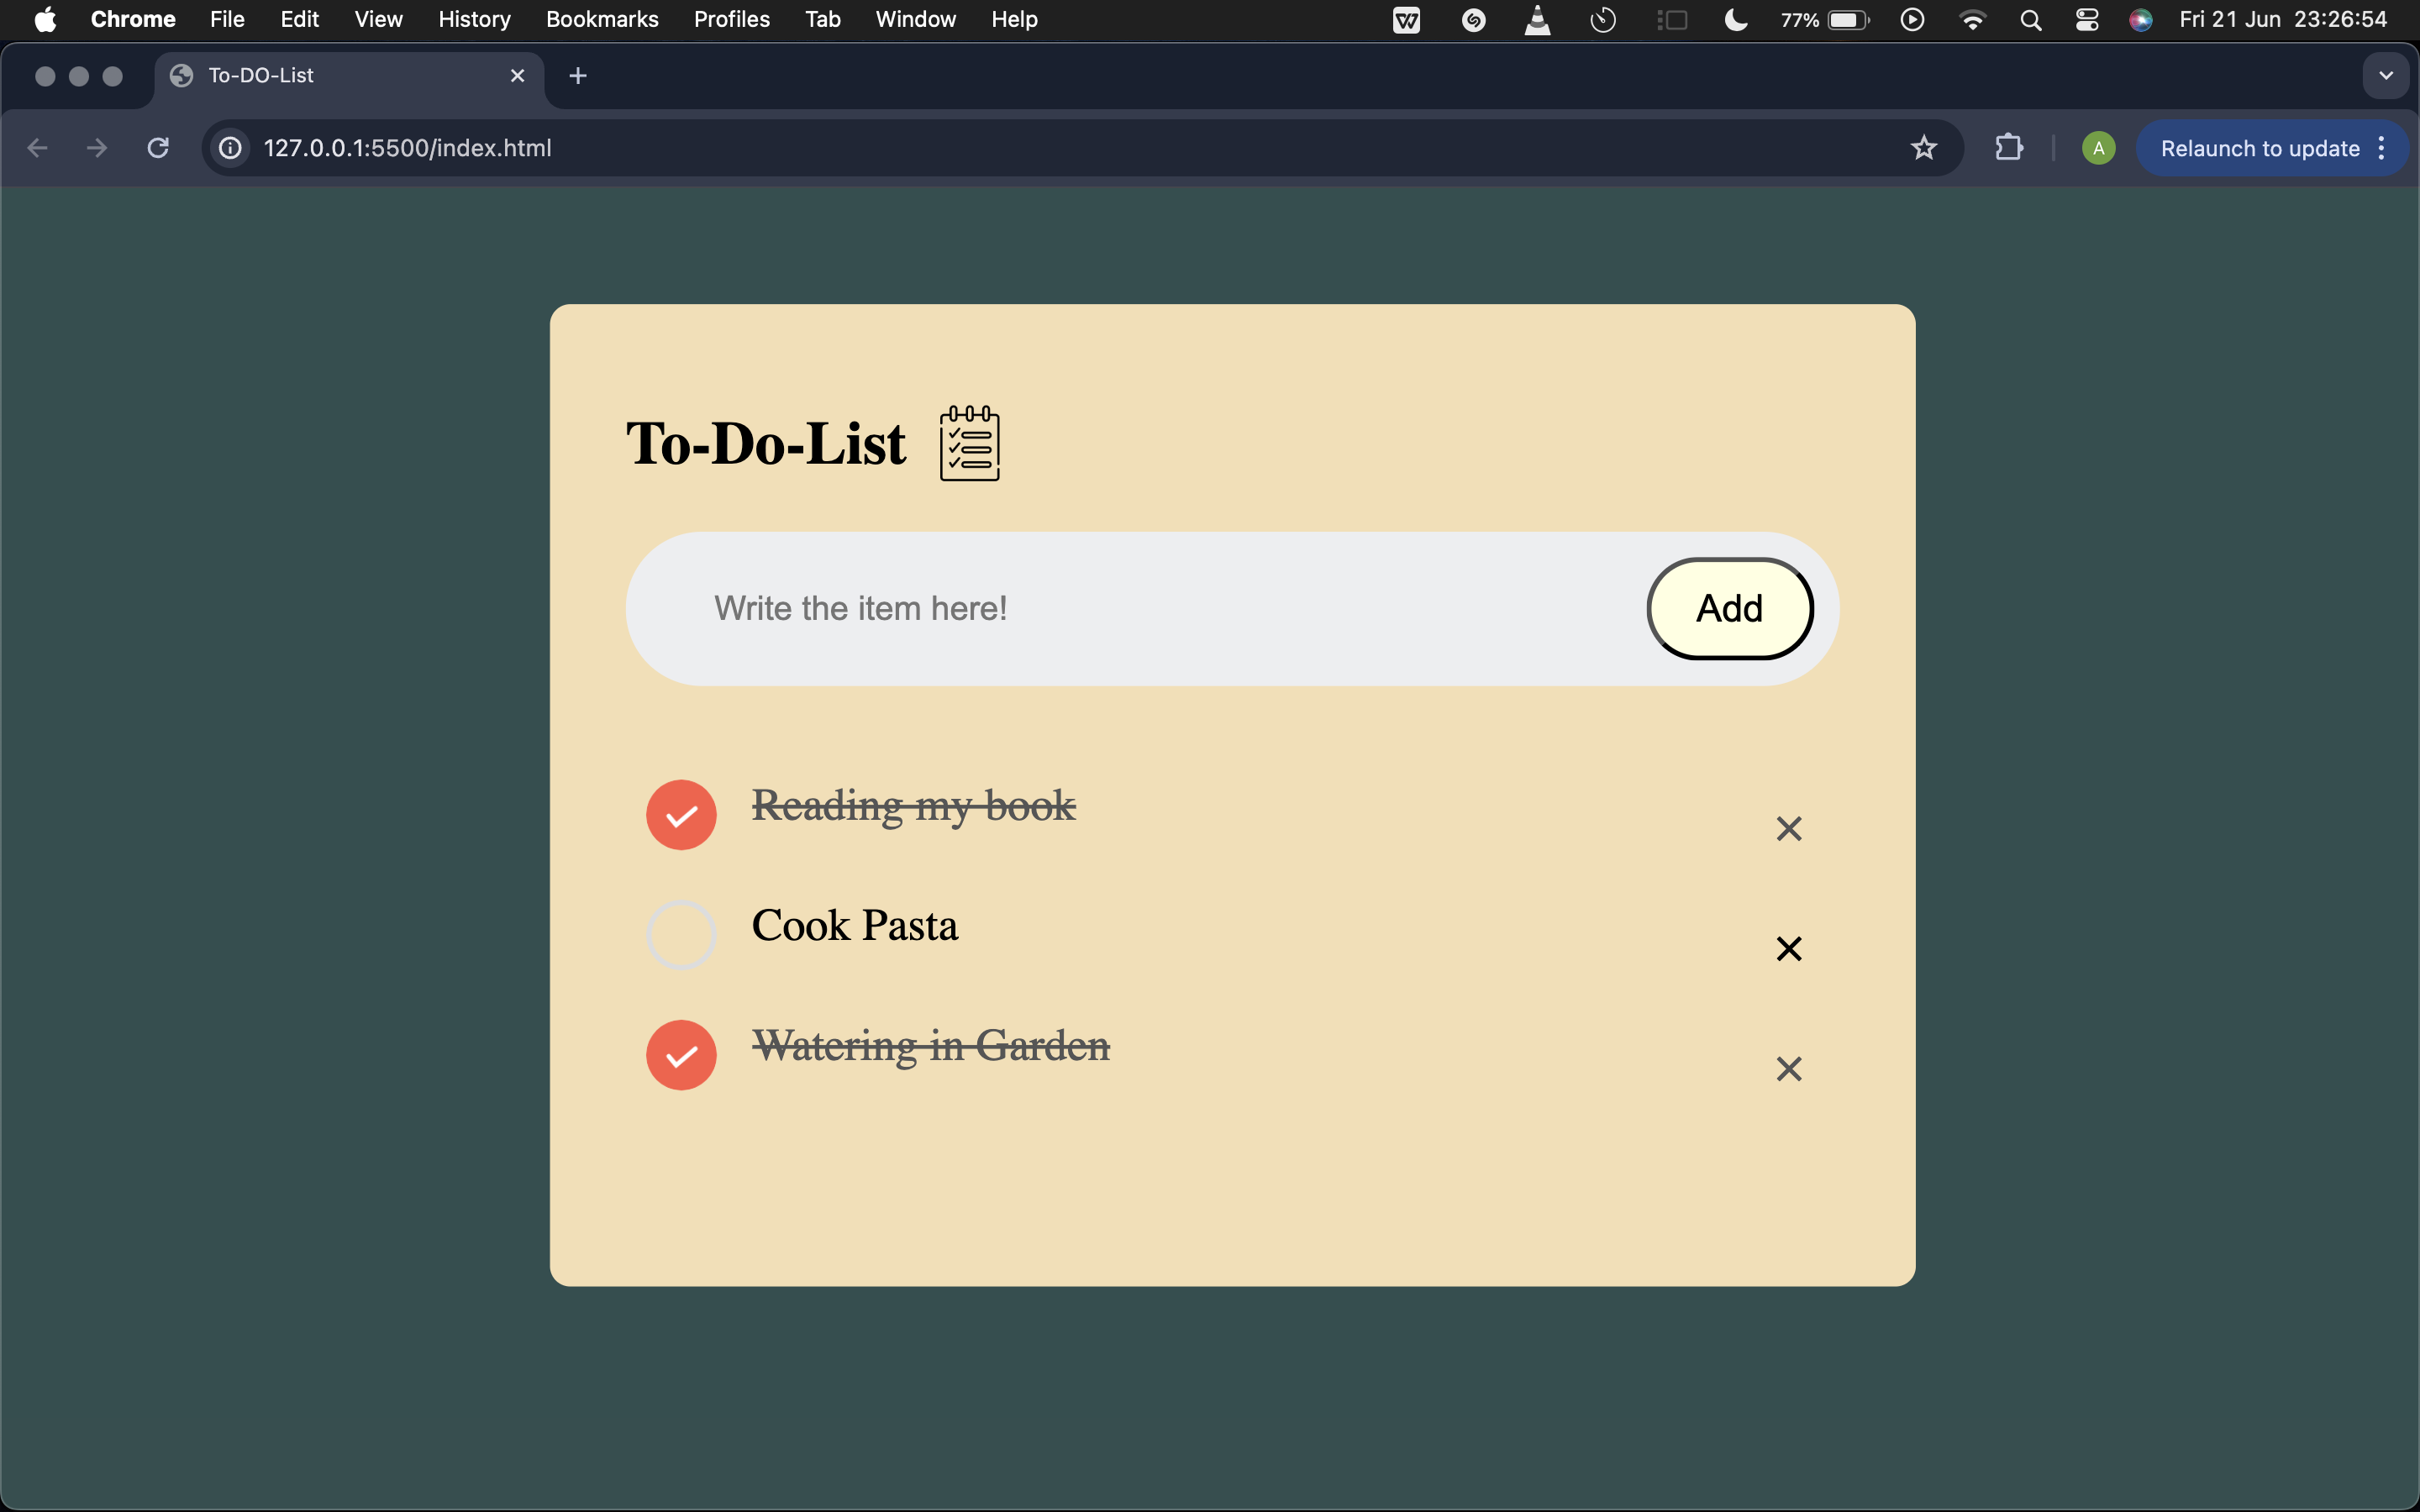 Chrome File Edit View History Bookmarks Profiles Tab Window Help 77% Fri 21 Jun 23:26:54
To-DO-List
127.0.0.1:5500/index.html A Relaunch to update
To-Do-List
Write the item here! Add
Reading my book
Cook Pasta
Watering in Garden